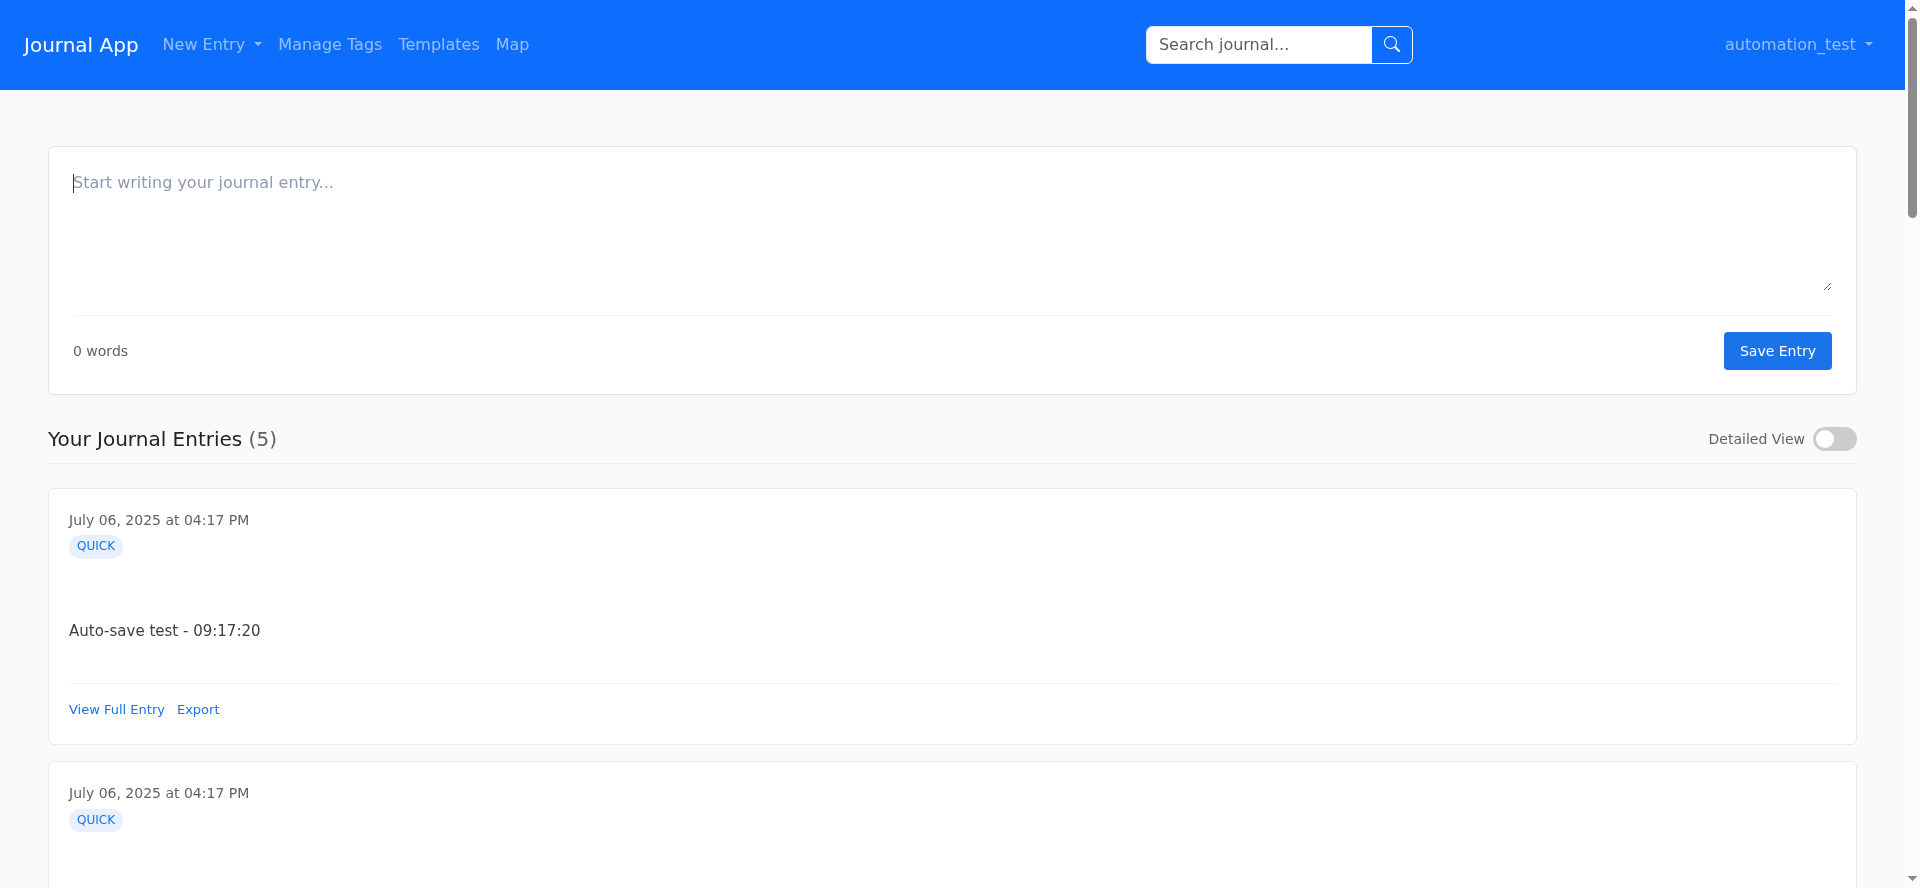 Journal App New Entry Manage Tags Templates Map Search journal... automation_test
Start writing your journal entry...
0 words Save Entry
Your Journal Entries (5) Detailed View
July 06, 2025 at 04:17 PM
QUICK
Auto-save test - 09:17:20
View Full Entry Export
July 06, 2025 at 04:17 PM
QUICK